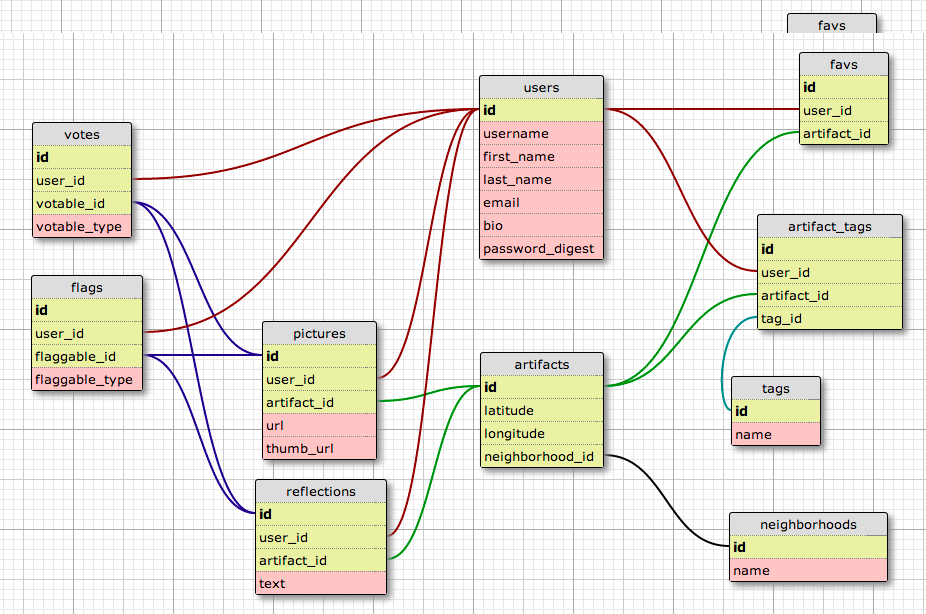 favs
favs
id
user_id
artifact_id
users
id
username
first_name
last_name
email
bio
password_digest
votes
id
user_id
votable_id
votable_type
artifact_tags
id
user_id
artifact_id
tag_id
flags
id
user_id
flaggable_id
flaggable_type
pictures
id
user_id
artifact_id
url
thumb_url
artifacts
id
latitude
longitude
neighborhood_id
tags
id
name
reflections
id
user_id
artifact_id
text
neighborhoods
id
name